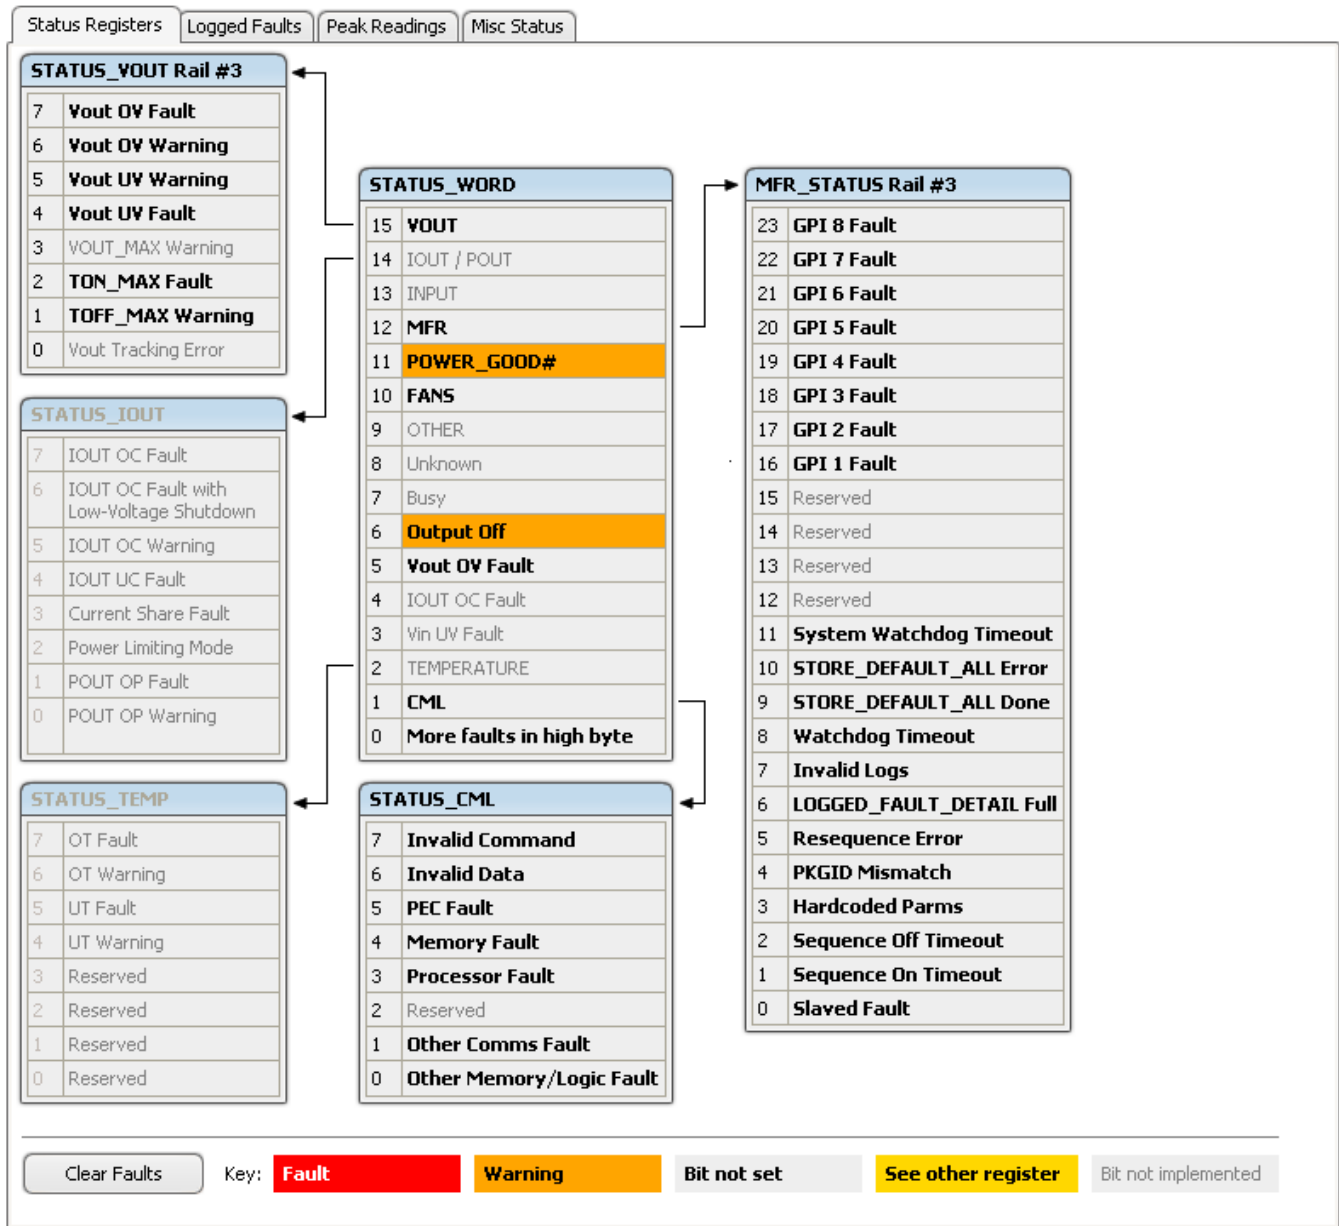 Status Registers Logged Faults Peak Readings Misc Status
STATUS_VOUT Rail #3
7 Vout OV Fault
6 Vout OV Warning
5 Vout UV Warning
4 Vout UV Fault
3 VOUT_MAX Warning
2 TON_MAX Fault
1 TOFF_MAX Warning
0 Vout Tracking Error
STATUS_IOUT
7 IOUT OC Fault
6 IOUT OC Fault with
Low-Voltage Shutdown
5 IOUT OC Warning
4 IOUT UC Fault
3 Current Share Fault
2 Power Limiting Mode
1 POUT OP Fault
0 POUT OP Warning
STATUS_TEMP
7 OT Fault
6 OT Warning
5 UT Fault
4 UT Warning
3 Reserved
2 Reserved
1 Reserved
0 Reserved
STATUS_WORD
15 VOUT
14 IOUT / POUT
13 INPUT
12 MFR
11 POWER_GOOD#
10 FANS
9 OTHER
8 Unknown
7 Busy
6 Output Off
5 Vout OV Fault
4 IOUT OC Fault
3 Vin UV Fault
2 TEMPERATURE
1 CML
0 More faults in high byte
STATUS_CML
7 Invalid Command
6 Invalid Data
5 PEC Fault
4 Memory Fault
3 Processor Fault
2 Reserved
1 Other Comms Fault
0 Other Memory/Logic Fault
MFR_STATUS Rail #3
23 GPI 8 Fault
22 GPI 7 Fault
21 GPI 6 Fault
20 GPI 5 Fault
19 GPI 4 Fault
18 GPI 3 Fault
17 GPI 2 Fault
16 GPI 1 Fault
15 Reserved
14 Reserved
13 Reserved
12 Reserved
11 System Watchdog Timeout
10 STORE_DEFAULT_ALL Error
9 STORE_DEFAULT_ALL Done
8 Watchdog Timeout
7 Invalid Logs
6 LOGGED_FAULT_DETAIL Full
5 Resequence Error
4 PKGID Mismatch
3 Hardcoded Parms
2 Sequence Off Timeout
1 Sequence On Timeout
0 Slaved Fault
Clear Faults Key: Fault Warning Bit not set See other register Bit not implemented